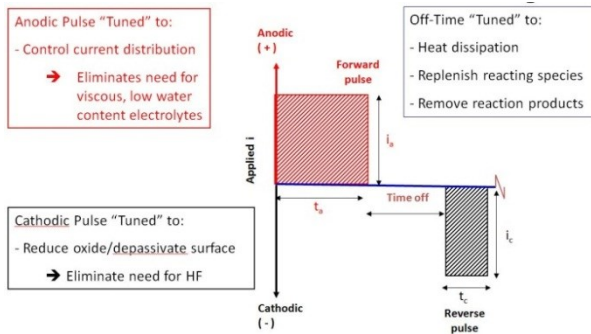 Anodic Pulse “Tuned” to:
- Control current distribution
➔ Eliminates need for
viscous, low water
content electrolytes
Off-Time “Tuned” to:
- Heat dissipation
- Replenish reacting species
- Remove reaction products
Cathodic Pulse “Tuned” to:
- Reduce oxide/depassivate surface
➔ Eliminate need for HF
Anodic
(+)
Forward
pulse
Applied i
i_a
t_a
Time off
i_c
t_c
Cathodic
(-)
Reverse
pulse